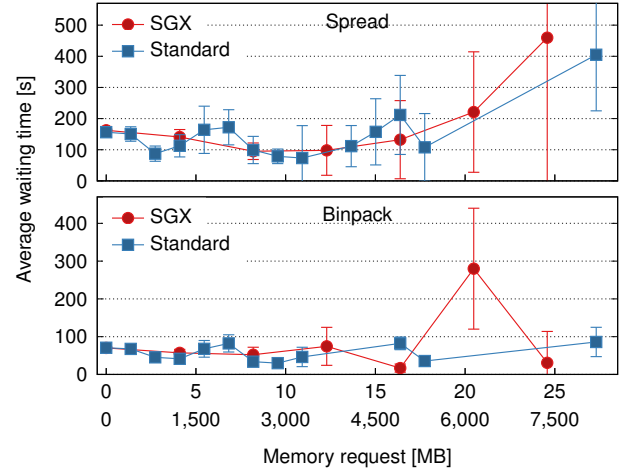 Average waiting time [s]
Spread
SGX
Standard
500
400
300
200
100
0
Binpack
SGX
Standard
400
300
200
100
0
0 5 10 15 20 25
0 1,500 3,000 4,500 6,000 7,500
Memory request [MB]